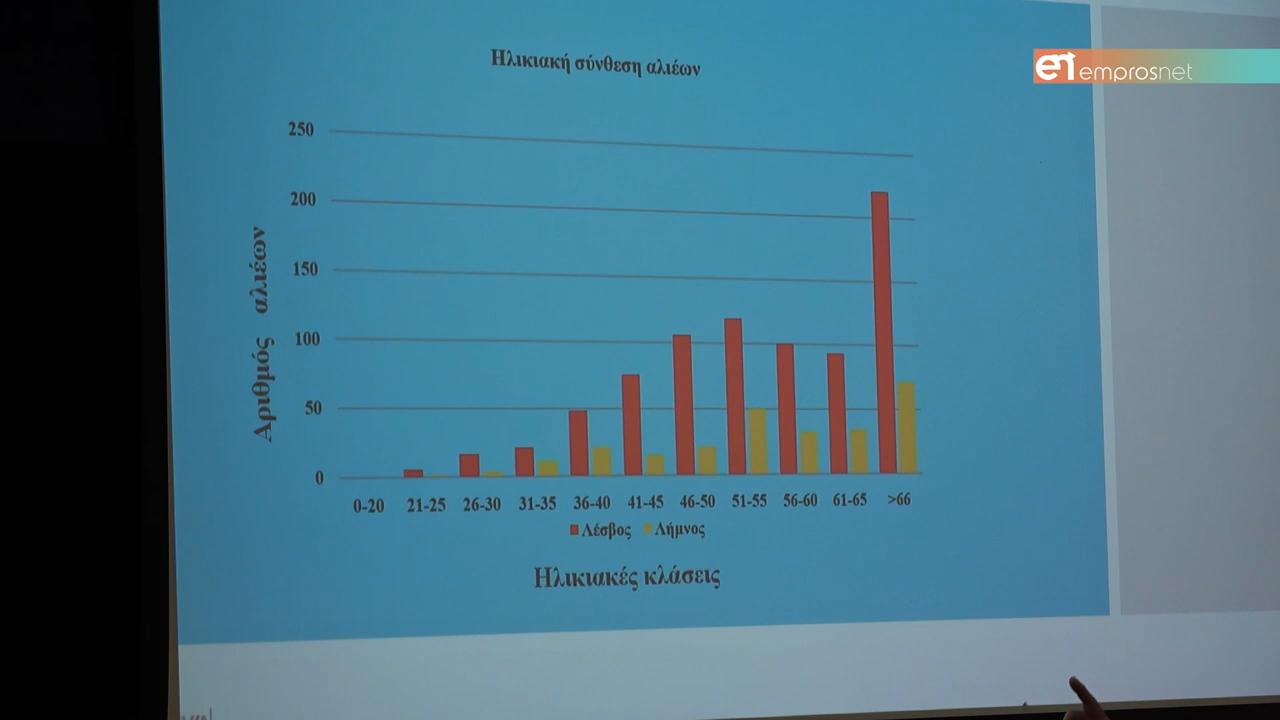 Ηλικιακή σύνθεση αλιέων
en emprosnet
250
200
150
100
50
0
Αριθμός αλιέων
0-20 21-25 26-30 31-35 36-40 41-45 46-50 51-55 56-60 61-65 >66
Λέσβος Λήμνος
Ηλικιακές κλάσεις